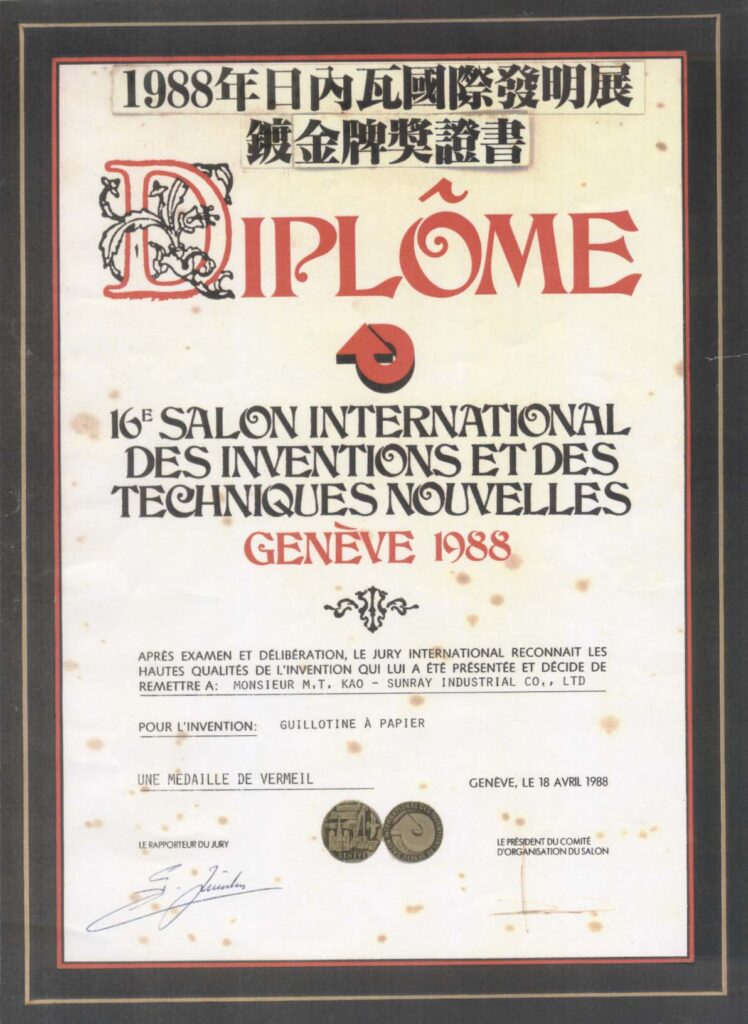 1988年日內瓦國際發明展
鍍金牌獎證書
DIPLÔME
16E SALON INTERNATIONAL
DES INVENTIONS ET DES
TECHNIQUES NOUVELLES
GENÈVE 1988
APRÈS EXAMEN ET DÉLIBÉRATION, LE JURY INTERNATIONAL RECONNAIT LES
HAUTES QUALITÉS DE L'INVENTION QUI LUI A ÉTÉ PRÉSENTÉE ET DÉCIDE DE
REMETTRE A: MONSIEUR M.T. KAO - SUNRAY INDUSTRIAL CO., LTD
POUR L'INVENTION: GUILLOTINE À PAPIER
UNE MEDAILLE DE VERMEIL
GENÈVE, LE 18 AVRIL 1988
GENÈVE
LE RAPPORTEUR DU JURY
LE PRÉSIDENT DU COMITÉ
D'ORGANISATION DU SALON